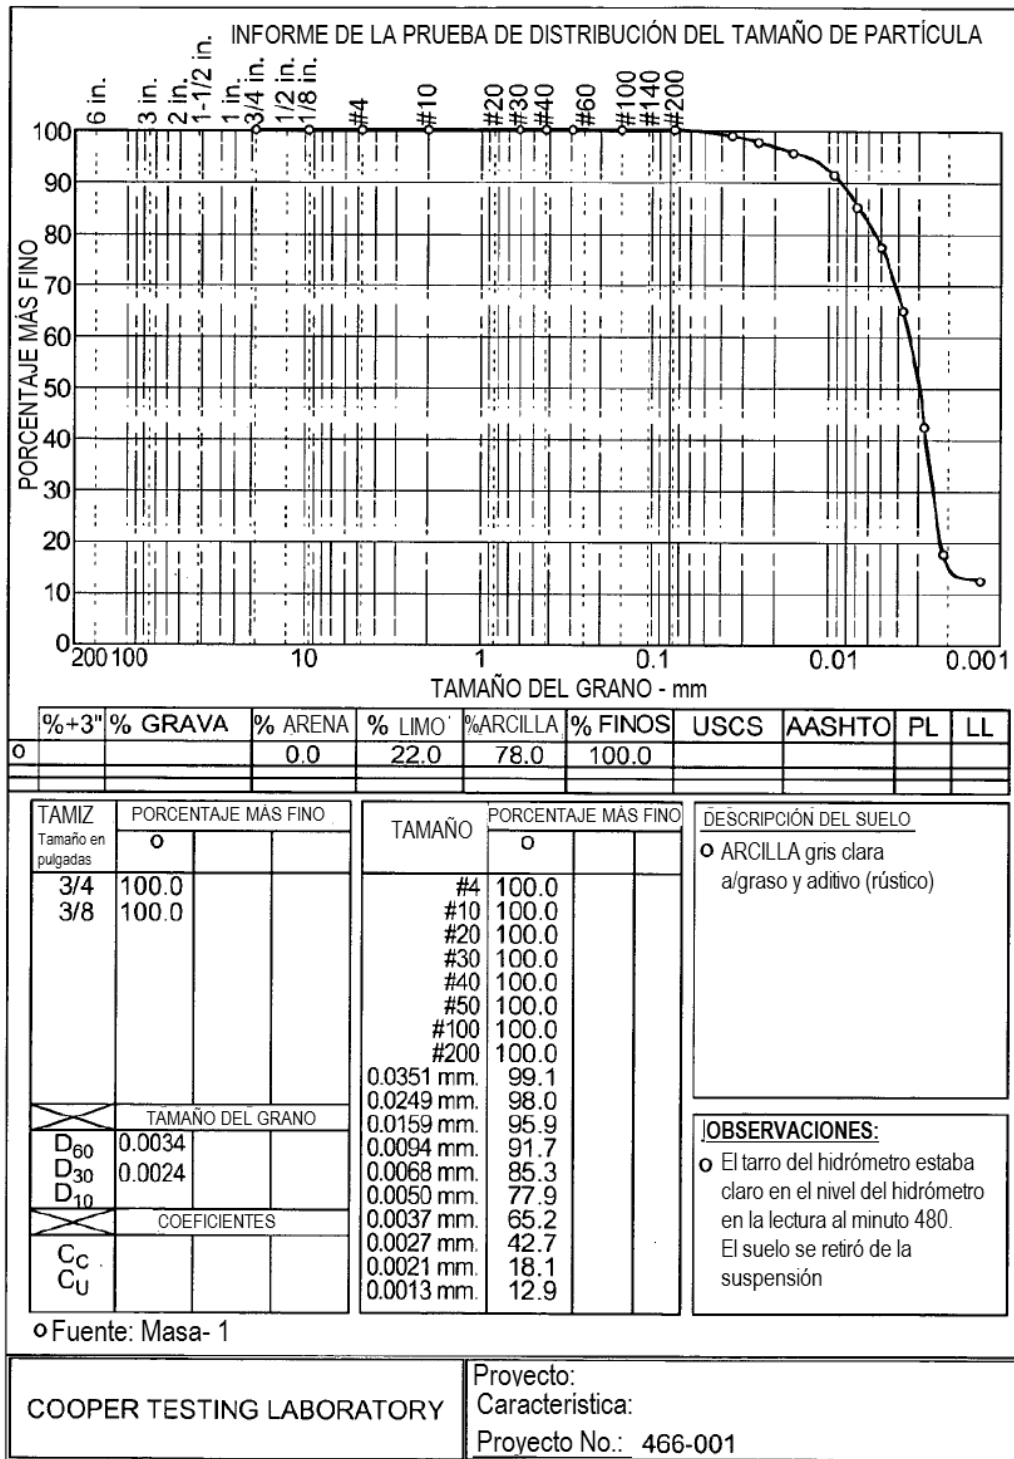 INFORME DE LA PRUEBA DE DISTRIBUCIÓN DEL TAMAÑO DE PARTÍCULA
6 in. 3 in. 2 in. 1-1/2 in. 1 in. 3/4 in. 1/2 in. 1/8 in. #4 #10 #20 #30 #40 #60 #100 #140 #200
PORCENTAJE MÁS FINO
100
90
80
70
60
50
40
30
20
10
0
200 100 10 1 0.1 0.01 0.001
TAMAÑO DEL GRANO - mm
%+3" % GRAVA % ARENA % LIMO % ARCILLA % FINOS USCS AASHTO PL LL
0.0 22.0 78.0 100.0
TAMIZ
Tamaño en
pulgadas
PORCENTAJE MÁS FINO
3/4 100.0
3/8 100.0
TAMAÑO DEL GRANO
D60 0.0034
D30 0.0024
D10
COEFICIENTES
CC
CU
TAMAÑO PORCENTAJE MÁS FINO
#4 100.0
#10 100.0
#20 100.0
#30 100.0
#40 100.0
#50 100.0
#100 100.0
#200 100.0
0.0351 mm. 99.1
0.0249 mm. 98.0
0.0159 mm. 95.9
0.0094 mm. 91.7
0.0068 mm. 85.3
0.0050 mm. 77.9
0.0037 mm. 65.2
0.0027 mm. 42.7
0.0021 mm. 18.1
0.0013 mm. 12.9
DESCRIPCIÓN DEL SUELO
ARCILLA gris clara
a/graso y aditivo (rústico)
OBSERVACIONES:
El tarro del hidrómetro estaba
claro en el nivel del hidrómetro
en la lectura al minuto 480.
El suelo se retiró de la
suspensión
Fuente: Masa- 1
COOPER TESTING LABORATORY
Proyecto:
Característica:
Proyecto No.: 466-001